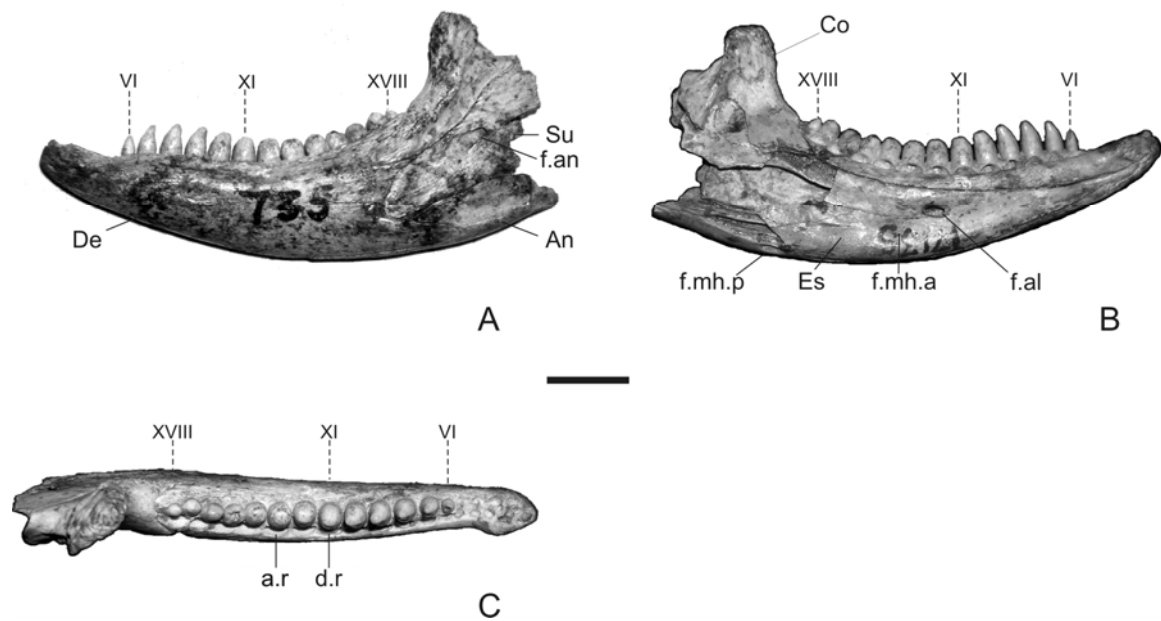 VI XI XVIII
Su
f.an
735
De An
A
Co
XVIII XI VI
f.mh.p Es f.mh.a f.al
B
XVIII XI VI
a.r d.r
C